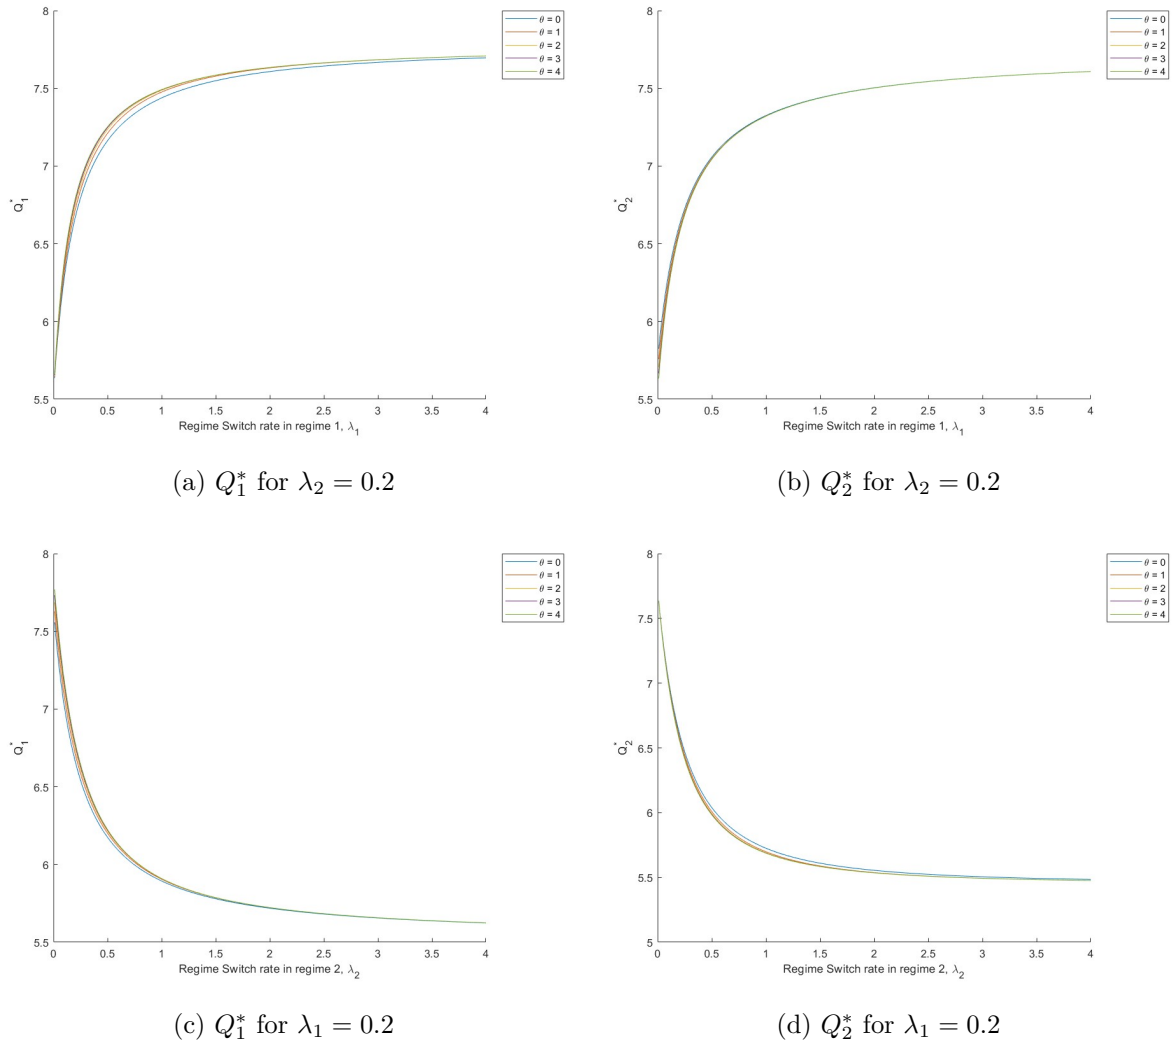 8
7.5
7
6.5
6
5.5
0 0.5 1 1.5 2 2.5 3 3.5 4
Q₁*
Regime Switch rate in regime 1, λ₁
θ = 0
θ = 1
θ = 2
θ = 3
θ = 4
(a) Q₁* for λ₂ = 0.2
8
7.5
7
6.5
6
5.5
0 0.5 1 1.5 2 2.5 3 3.5 4
Q₂*
Regime Switch rate in regime 1, λ₁
θ = 0
θ = 1
θ = 2
θ = 3
θ = 4
(b) Q₂* for λ₂ = 0.2
8
7.5
7
6.5
6
5.5
0 0.5 1 1.5 2 2.5 3 3.5 4
Q₁*
Regime Switch rate in regime 2, λ₂
θ = 0
θ = 1
θ = 2
θ = 3
θ = 4
(c) Q₁* for λ₁ = 0.2
8
7.5
7
6.5
6
5.5
5
0 0.5 1 1.5 2 2.5 3 3.5 4
Q₂*
Regime Switch rate in regime 2, λ₂
θ = 0
θ = 1
θ = 2
θ = 3
θ = 4
(d) Q₂* for λ₁ = 0.2